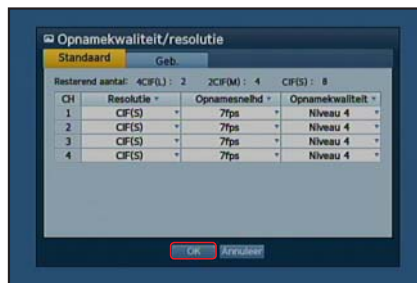 Opnamekwaliteit/resolutie
Standaard Geb.
Resterend aantal: 4CIF(L) : 2 2CIF(M) : 4 CIF(S) : 8
CH Resolutie Opnamesnelhd Opnamekwaliteit
1 CIF(S) 7fps Niveau 4
2 CIF(S) 7fps Niveau 4
3 CIF(S) 7fps Niveau 4
4 CIF(S) 7fps Niveau 4
OK Annuleer